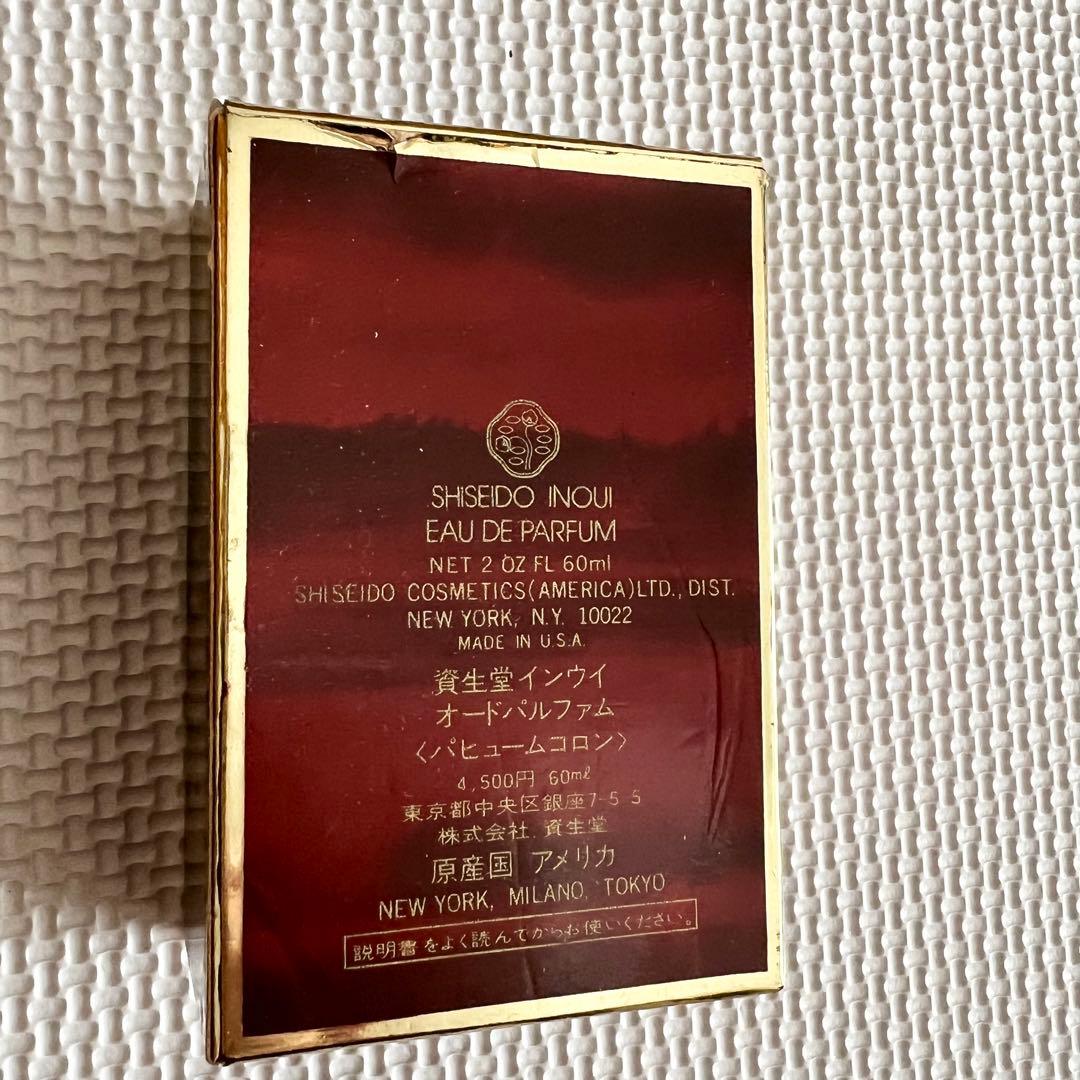 SHISEIDO INOUI
EAU DE PARFUM
NET 2 OZ FL 60ml
SHISEIDO COSMETICS(AMERICA)LTD., DIST.
NEW YORK, N.Y. 10022
MADE IN U.S.A.
資生堂インウイ
オードパルファム
〈パヒュームコロン〉
4,500円 60ml
東京都中央区銀座7-5-5
株式会社 資生堂
原産国 アメリカ
NEW YORK, MILANO, TOKYO
説明書をよく読んでからお使いください。